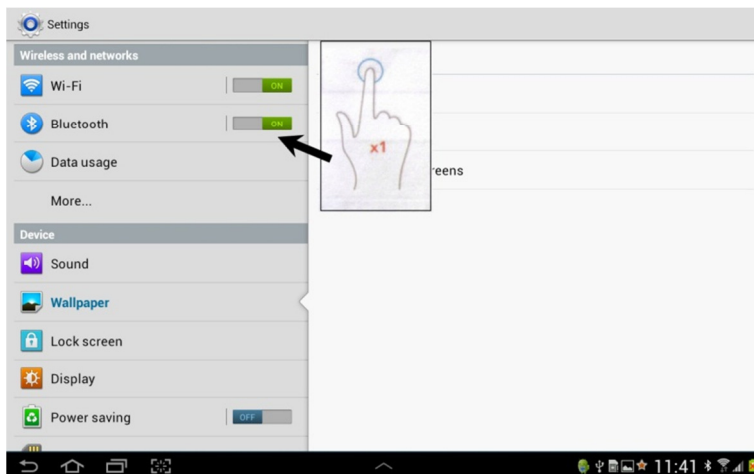 Settings
Wireless and networks
Wi-Fi ON
Bluetooth ON
Data usage
More...
x1
reens
Device
Sound
Wallpaper
Lock screen
Display
Power saving OFF
11:41